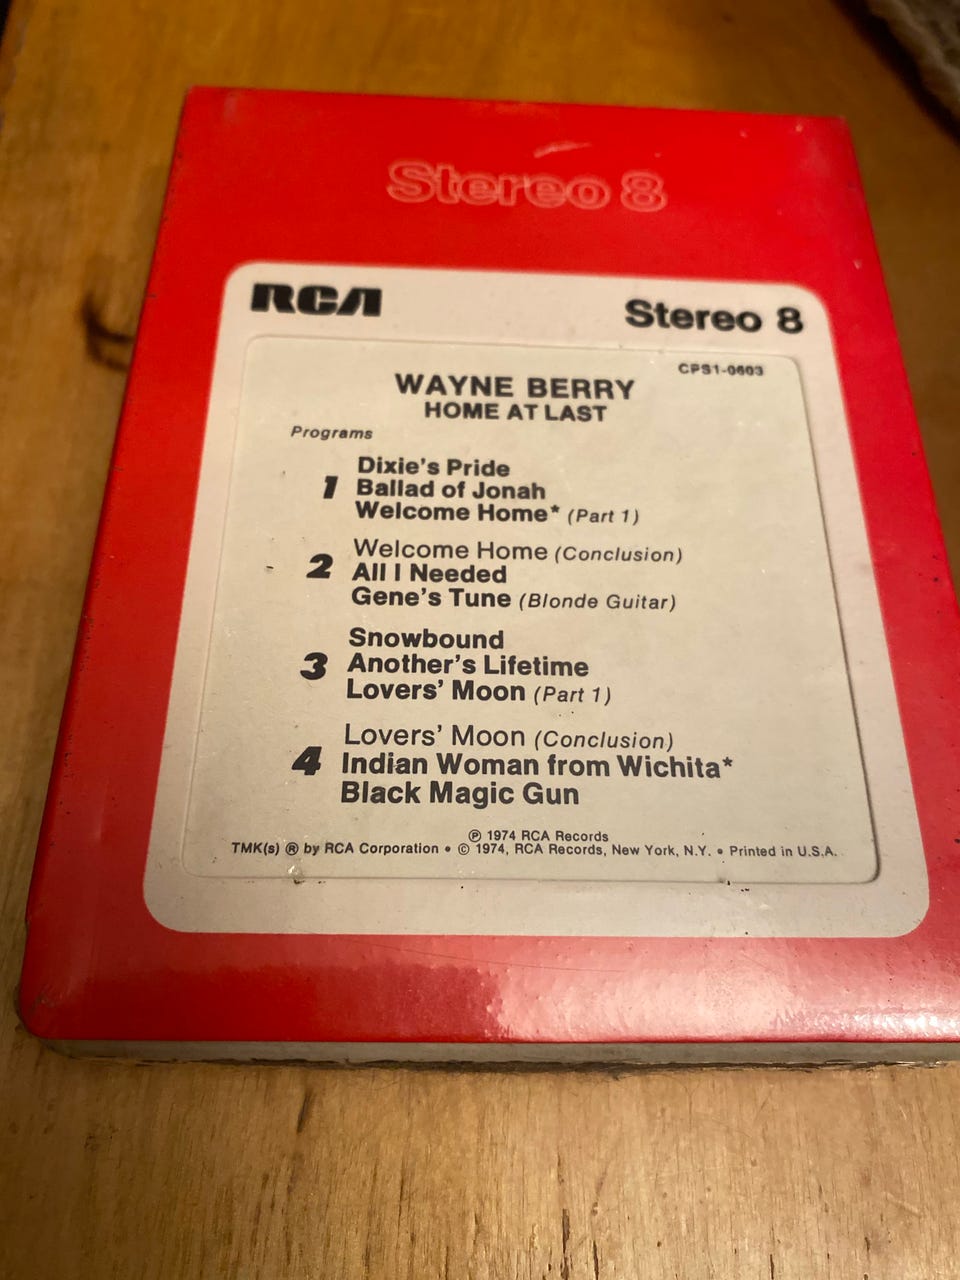 Stereo 8
RCA
Stereo 8
CPS1-0603
WAYNE BERRY
HOME AT LAST
Programs
1
Dixie's Pride
Ballad of Jonah
Welcome Home* (Part 1)
2
Welcome Home (Conclusion)
All I Needed
Gene's Tune (Blonde Guitar)
3
Snowbound
Another's Lifetime
Lovers' Moon (Part 1)
4
Lovers' Moon (Conclusion)
Indian Woman from Wichita*
Black Magic Gun
℗ 1974 RCA Records
TMK(s) ® by RCA Corporation • © 1974, RCA Records, New York, N.Y. • Printed in U.S.A.